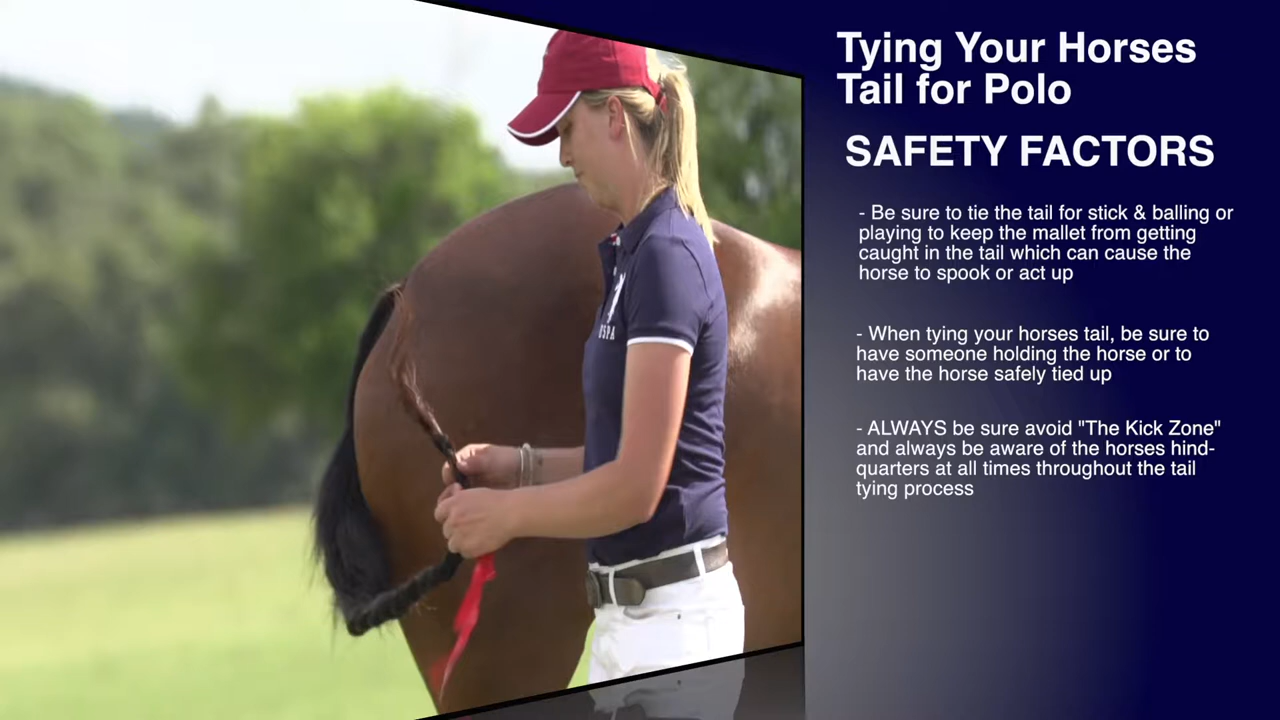 Tying Your Horses
Tail for Polo
SAFETY FACTORS
- Be sure to tie the tail for stick & balling or
playing to keep the mallet from getting
caught in the tail which can cause the
horse to spook or act up
- When tying your horses tail, be sure to
have someone holding the horse or to
have the horse safely tied up
- ALWAYS be sure avoid "The Kick Zone"
and always be aware of the horses hind-
quarters at all times throughout the tail
tying process
USPA